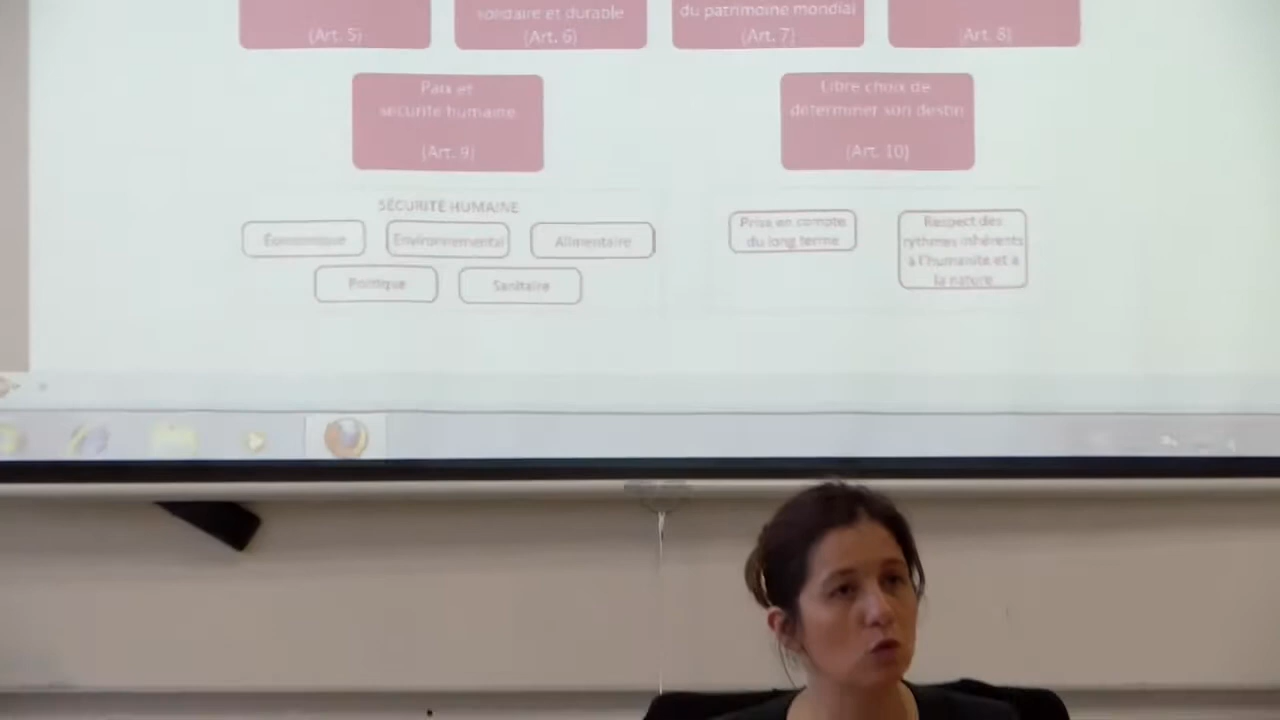 solidaire et durable
du patrimoine mondial
(Art. 5)
(Art. 6)
(Art. 7)
(Art. 8)
Paix et
sécurité humaine
(Art. 9)
Libre choix de
déterminer son destin
(Art. 10)
SÉCURITÉ HUMAINE
Économique
Environnemental
Alimentaire
Politique
Sanitaire
Prise en compte
du long terme
Respect des
rythmes inhérents
à l'humanité et à
la nature